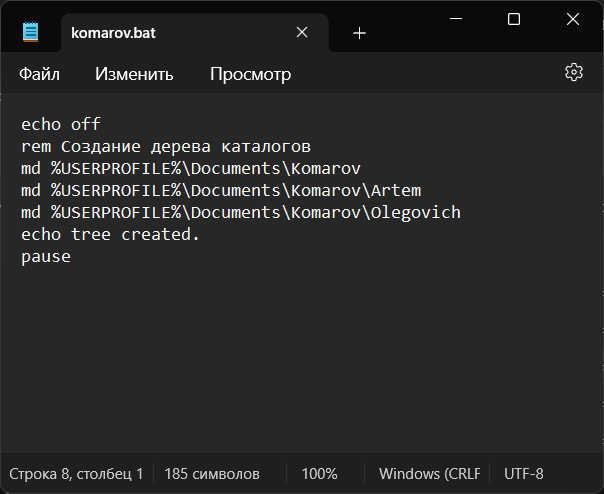 komarov.bat
Файл Изменить Просмотр
echo off
rem Создание дерева каталогов
md %USERPROFILE%\Documents\Komarov
md %USERPROFILE%\Documents\Komarov\Artem
md %USERPROFILE%\Documents\Komarov\Olegovich
echo tree created.
pause
Строка 8, столбец 1 185 символов 100% Windows (CRLF UTF-8